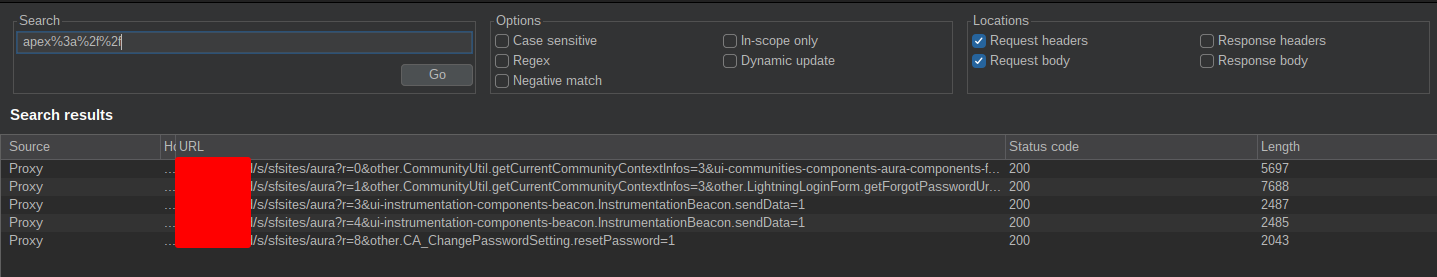 Search Options Locations
apex%3a%2f%2f Case sensitive In-scope only Request headers Response headers
Regex Dynamic update Request body Response body
Go Negative match
Search results
Source Ho URL Status code Length
Proxy ... l/s/sfsites/aura?r=0&other.CommunityUtil.getCurrentCommunityContextInfos=3&ui-communities-components-aura-components-f... 200 5697
Proxy ... l/s/sfsites/aura?r=1&other.CommunityUtil.getCurrentCommunityContextInfos=3&other.LightningLoginForm.getForgotPasswordUr... 200 7688
Proxy ... l/s/sfsites/aura?r=3&ui-instrumentation-components-beacon.InstrumentationBeacon.sendData=1 200 2487
Proxy ... l/s/sfsites/aura?r=4&ui-instrumentation-components-beacon.InstrumentationBeacon.sendData=1 200 2485
Proxy ... l/s/sfsites/aura?r=8&other.CA_ChangePasswordSetting.resetPassword=1 200 2043